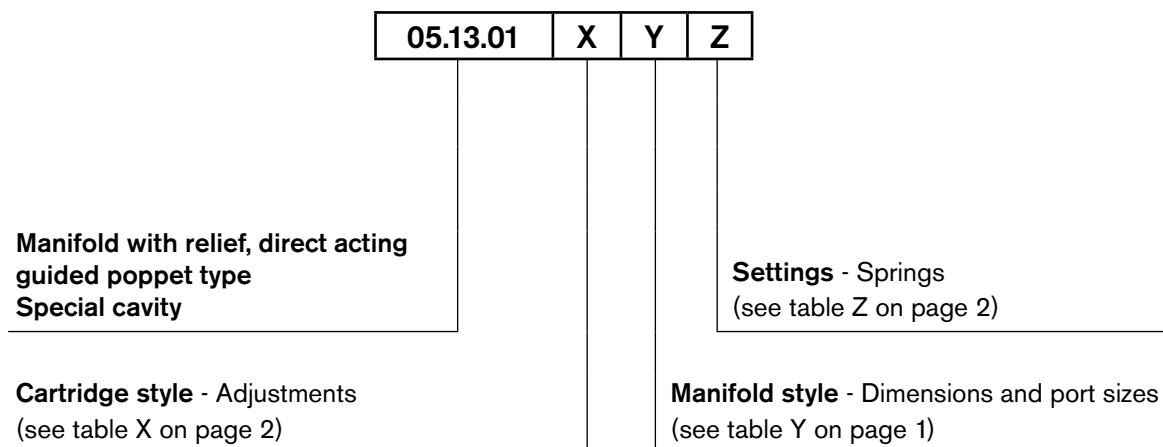 05.13.01 X Y Z
Manifold with relief, direct acting
guided poppet type
Special cavity
Settings - Springs
(see table Z on page 2)
Cartridge style - Adjustments
(see table X on page 2)
Manifold style - Dimensions and port sizes
(see table Y on page 1)